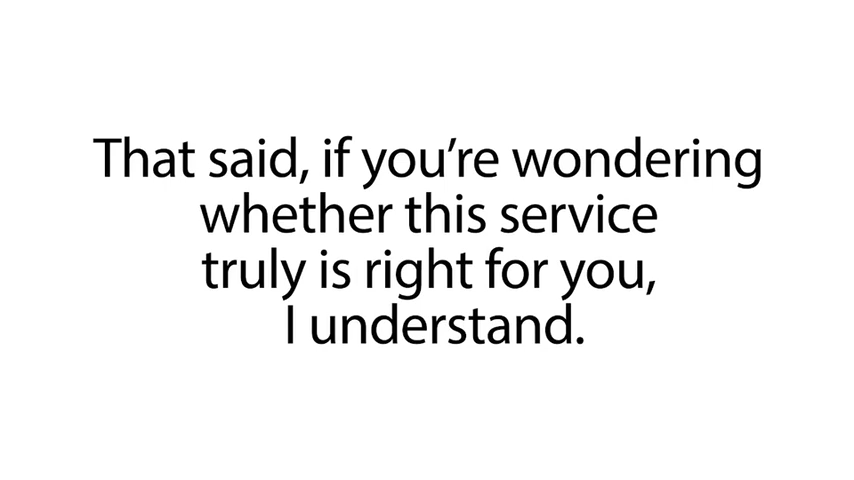 That said, if you’re wondering
whether this service
truly is right for you,
I understand.